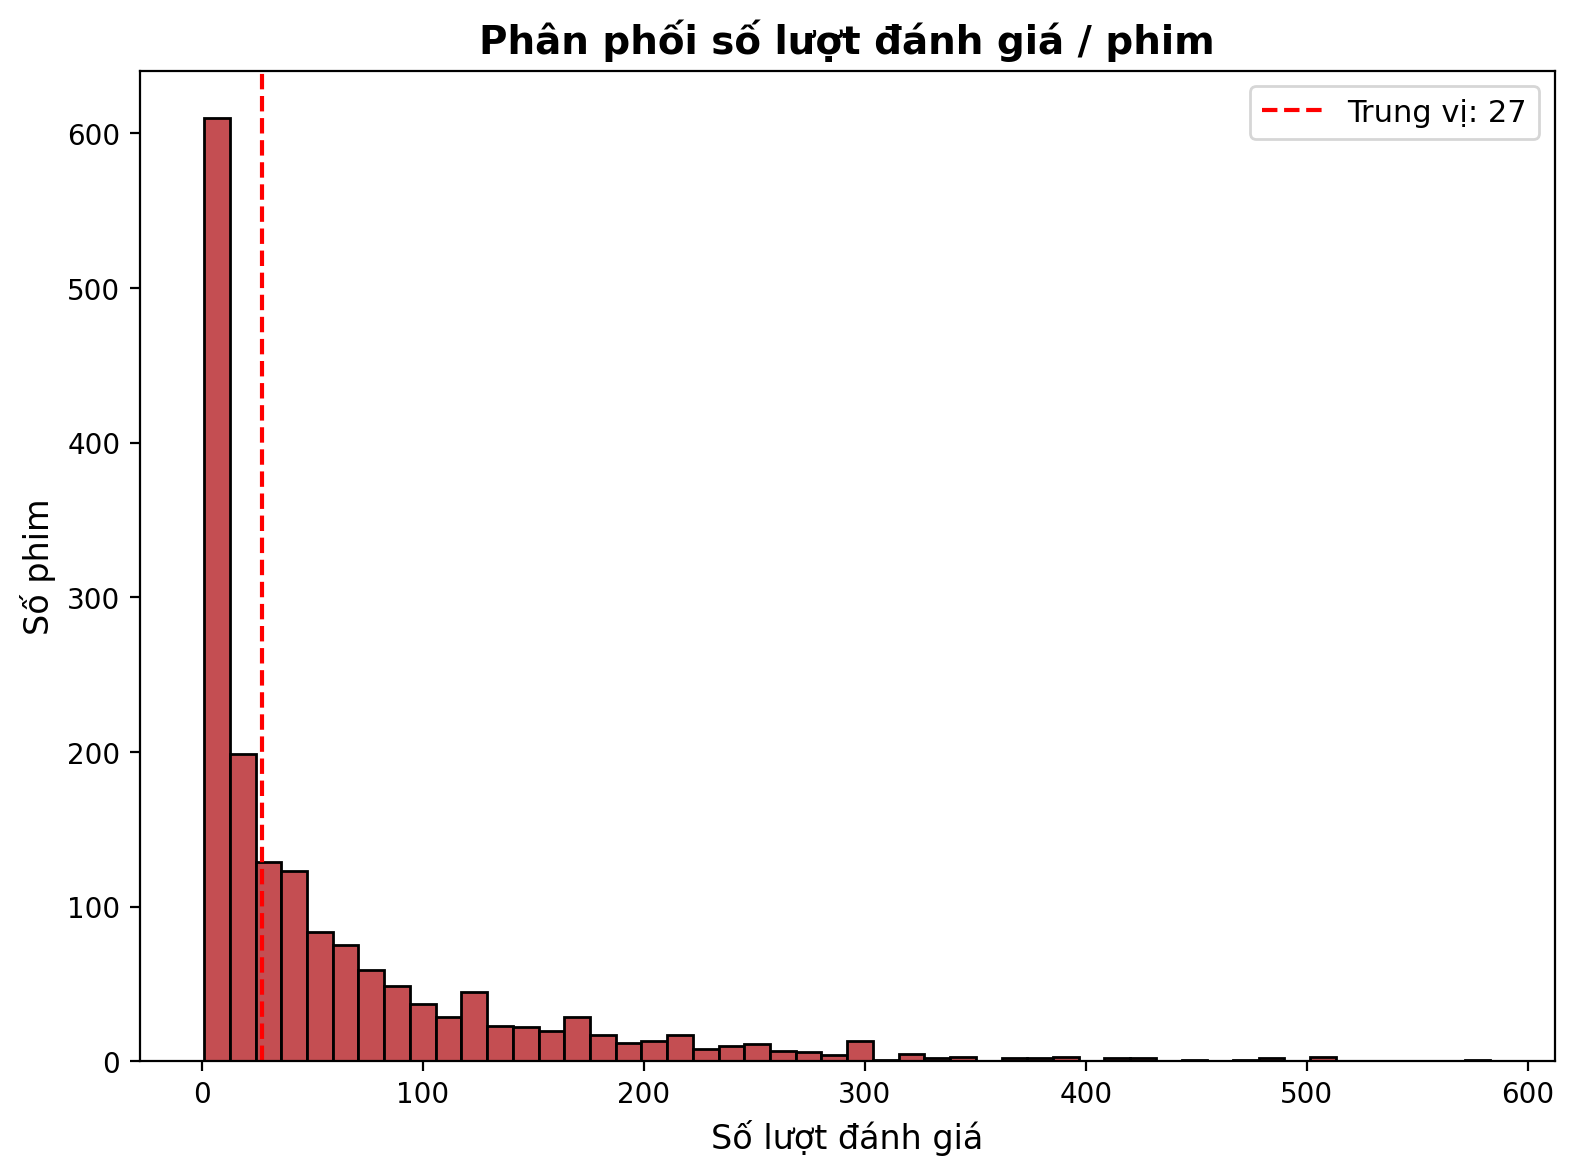 Phân phối số lượt đánh giá / phim
Trung vị: 27
Số phim
600
500
400
300
200
100
0
0 100 200 300 400 500 600
Số lượt đánh giá